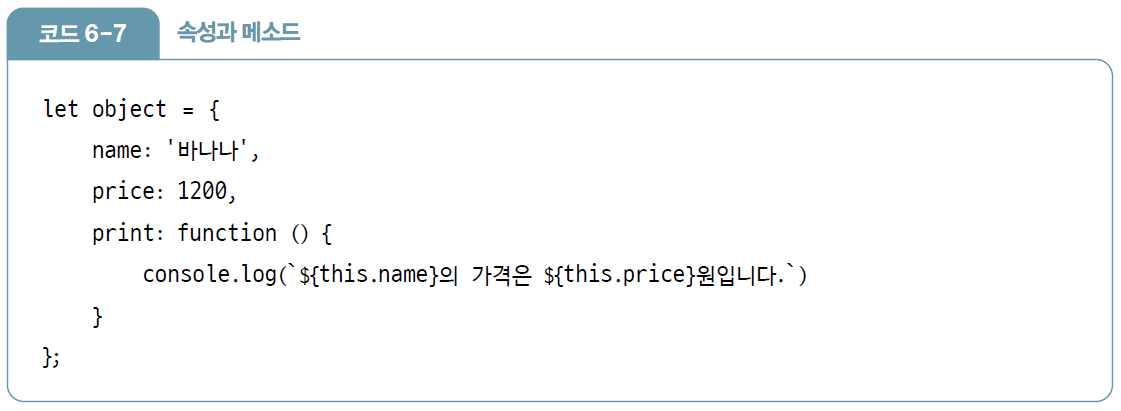 코드 6-7 속성과 메소드
let object = {
    name: '바나나',
    price: 1200,
    print: function () {
        console.log(`${this.name}의 가격은 ${this.price}원입니다.`)
    }
};